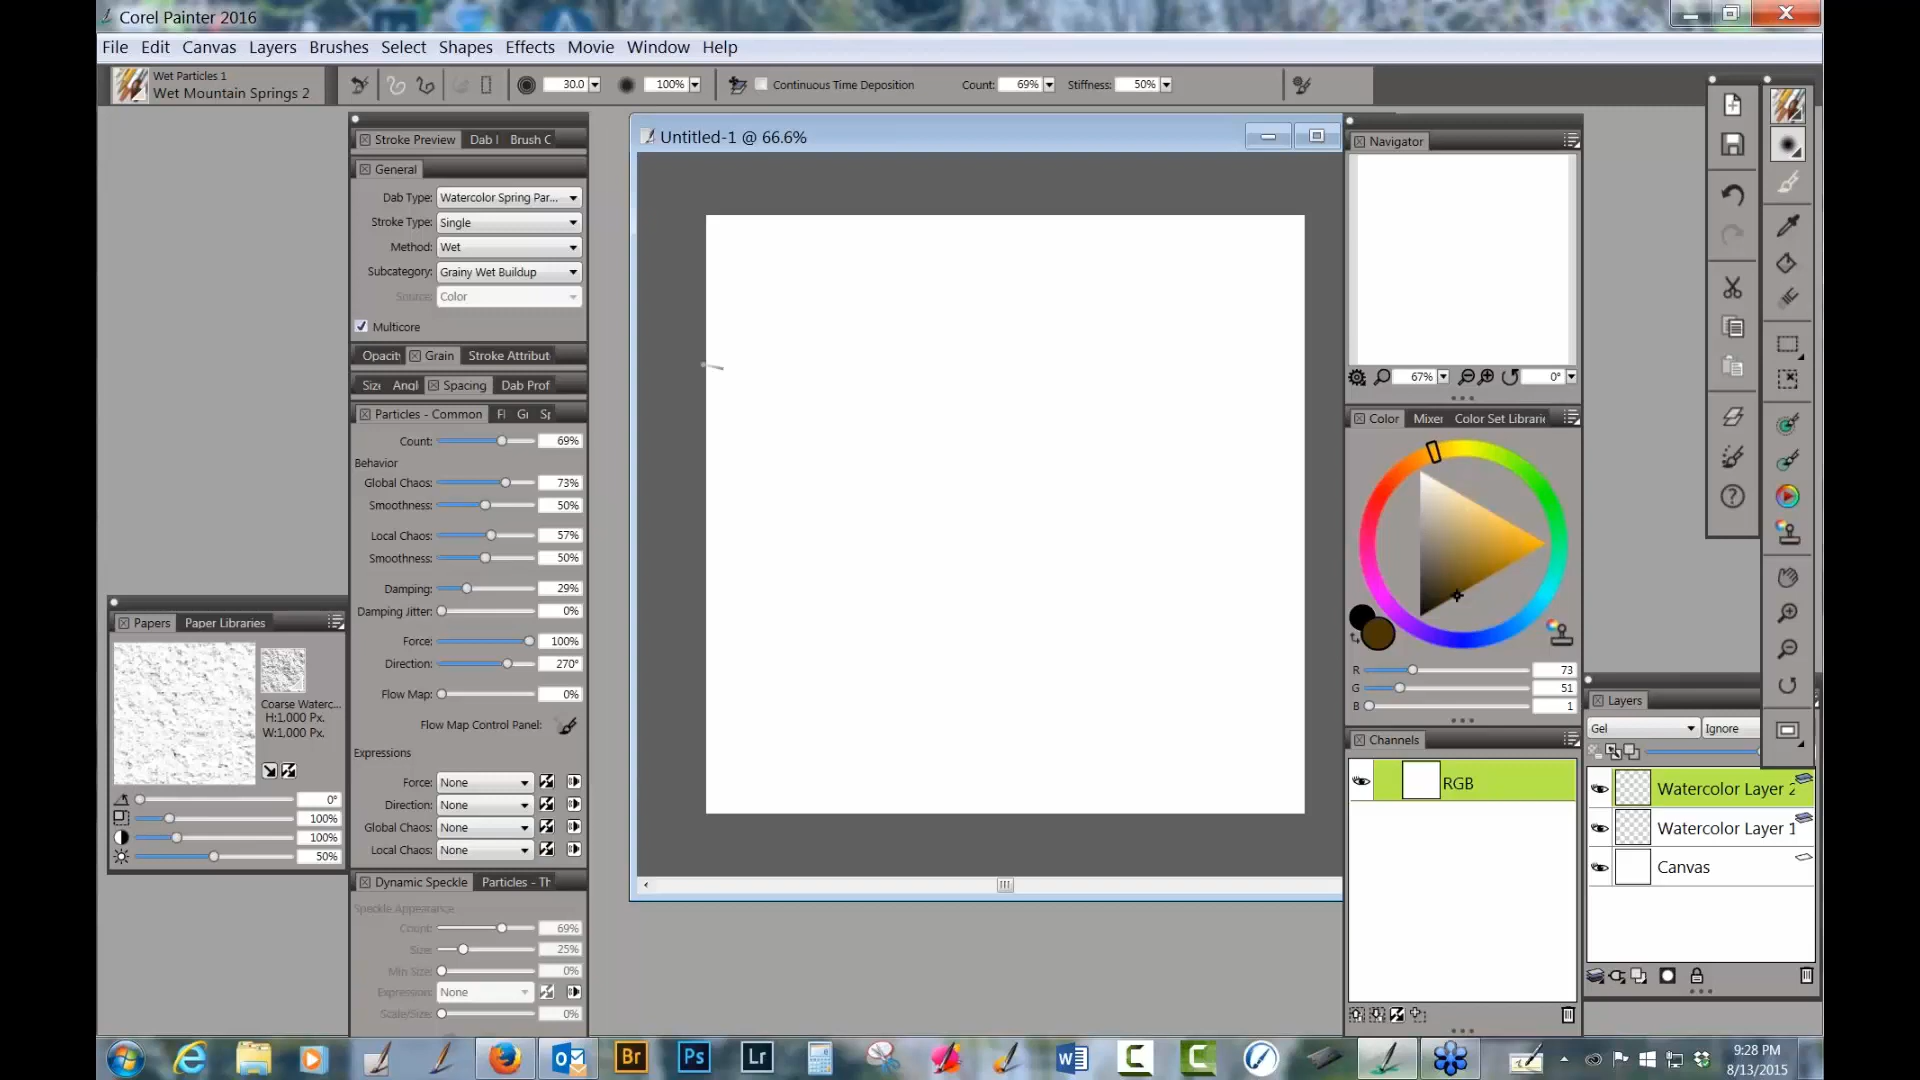 Corel Painter 2016
File Edit Canvas Layers Brushes Select Shapes Effects Movie Window Help
Wet Particles 1
Wet Mountain Springs 2
30.0
100%
Continuous Time Deposition
Count: 69%
Stiffness: 50%
Stroke Preview Dab I Brush C
General
Dab Type: Watercolor Spring Par...
Stroke Type: Single
Method: Wet
Subcategory: Grainy Wet Buildup
Source: Color
Multicore
Opacit Grain Stroke Attribut
Siz Angl Spacing Dab Prof
Particles - Common Fl Gr Sp
Count: 69%
Behavior
Global Chaos: 73%
Smoothness: 50%
Local Chaos: 57%
Smoothness: 50%
Damping: 29%
Damping Jitter: 0%
Force: 100%
Direction: 270°
Flow Map: 0%
Flow Map Control Panel:
Expressions
Force: None
Direction: None
Global Chaos: None
Local Chaos: None
Dynamic Speckle Particles - Th
Speckle Appearance
Count: 69%
Size: 25%
Min Size: 0%
Expression: None
Scale/Size: 0%
Papers Paper Libraries
Coarse Waterc...
H:1,000 Px.
W:1,000 Px.
0°
100%
100%
50%
Untitled-1 @ 66.6%
Navigator
67%
0°
Color Mixer Color Set Librarie
R 73
G 51
B 1
Channels
RGB
Layers
Gel Ignore
Watercolor Layer 2
Watercolor Layer 1
Canvas
Br Ps Lr
9:28 PM
8/13/2015